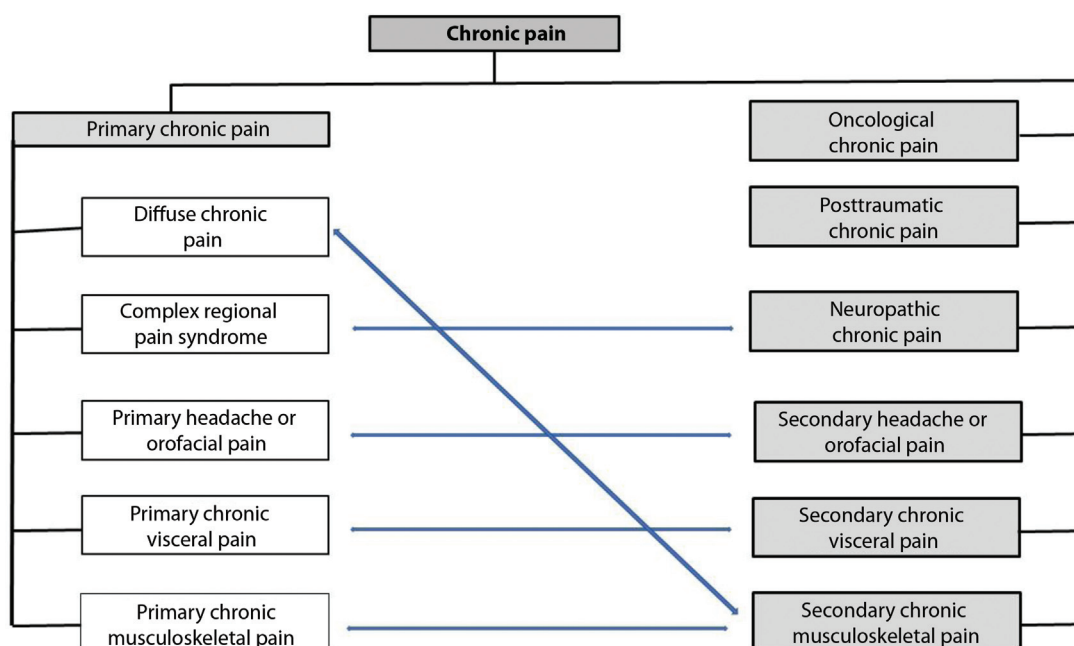 Chronic pain
Primary chronic pain
Diffuse chronic
pain
Complex regional
pain syndrome
Primary headache or
orofacial pain
Primary chronic
visceral pain
Primary chronic
musculoskeletal pain
Oncological
chronic pain
Posttraumatic
chronic pain
Neuropathic
chronic pain
Secondary headache or
orofacial pain
Secondary chronic
visceral pain
Secondary chronic
musculoskeletal pain